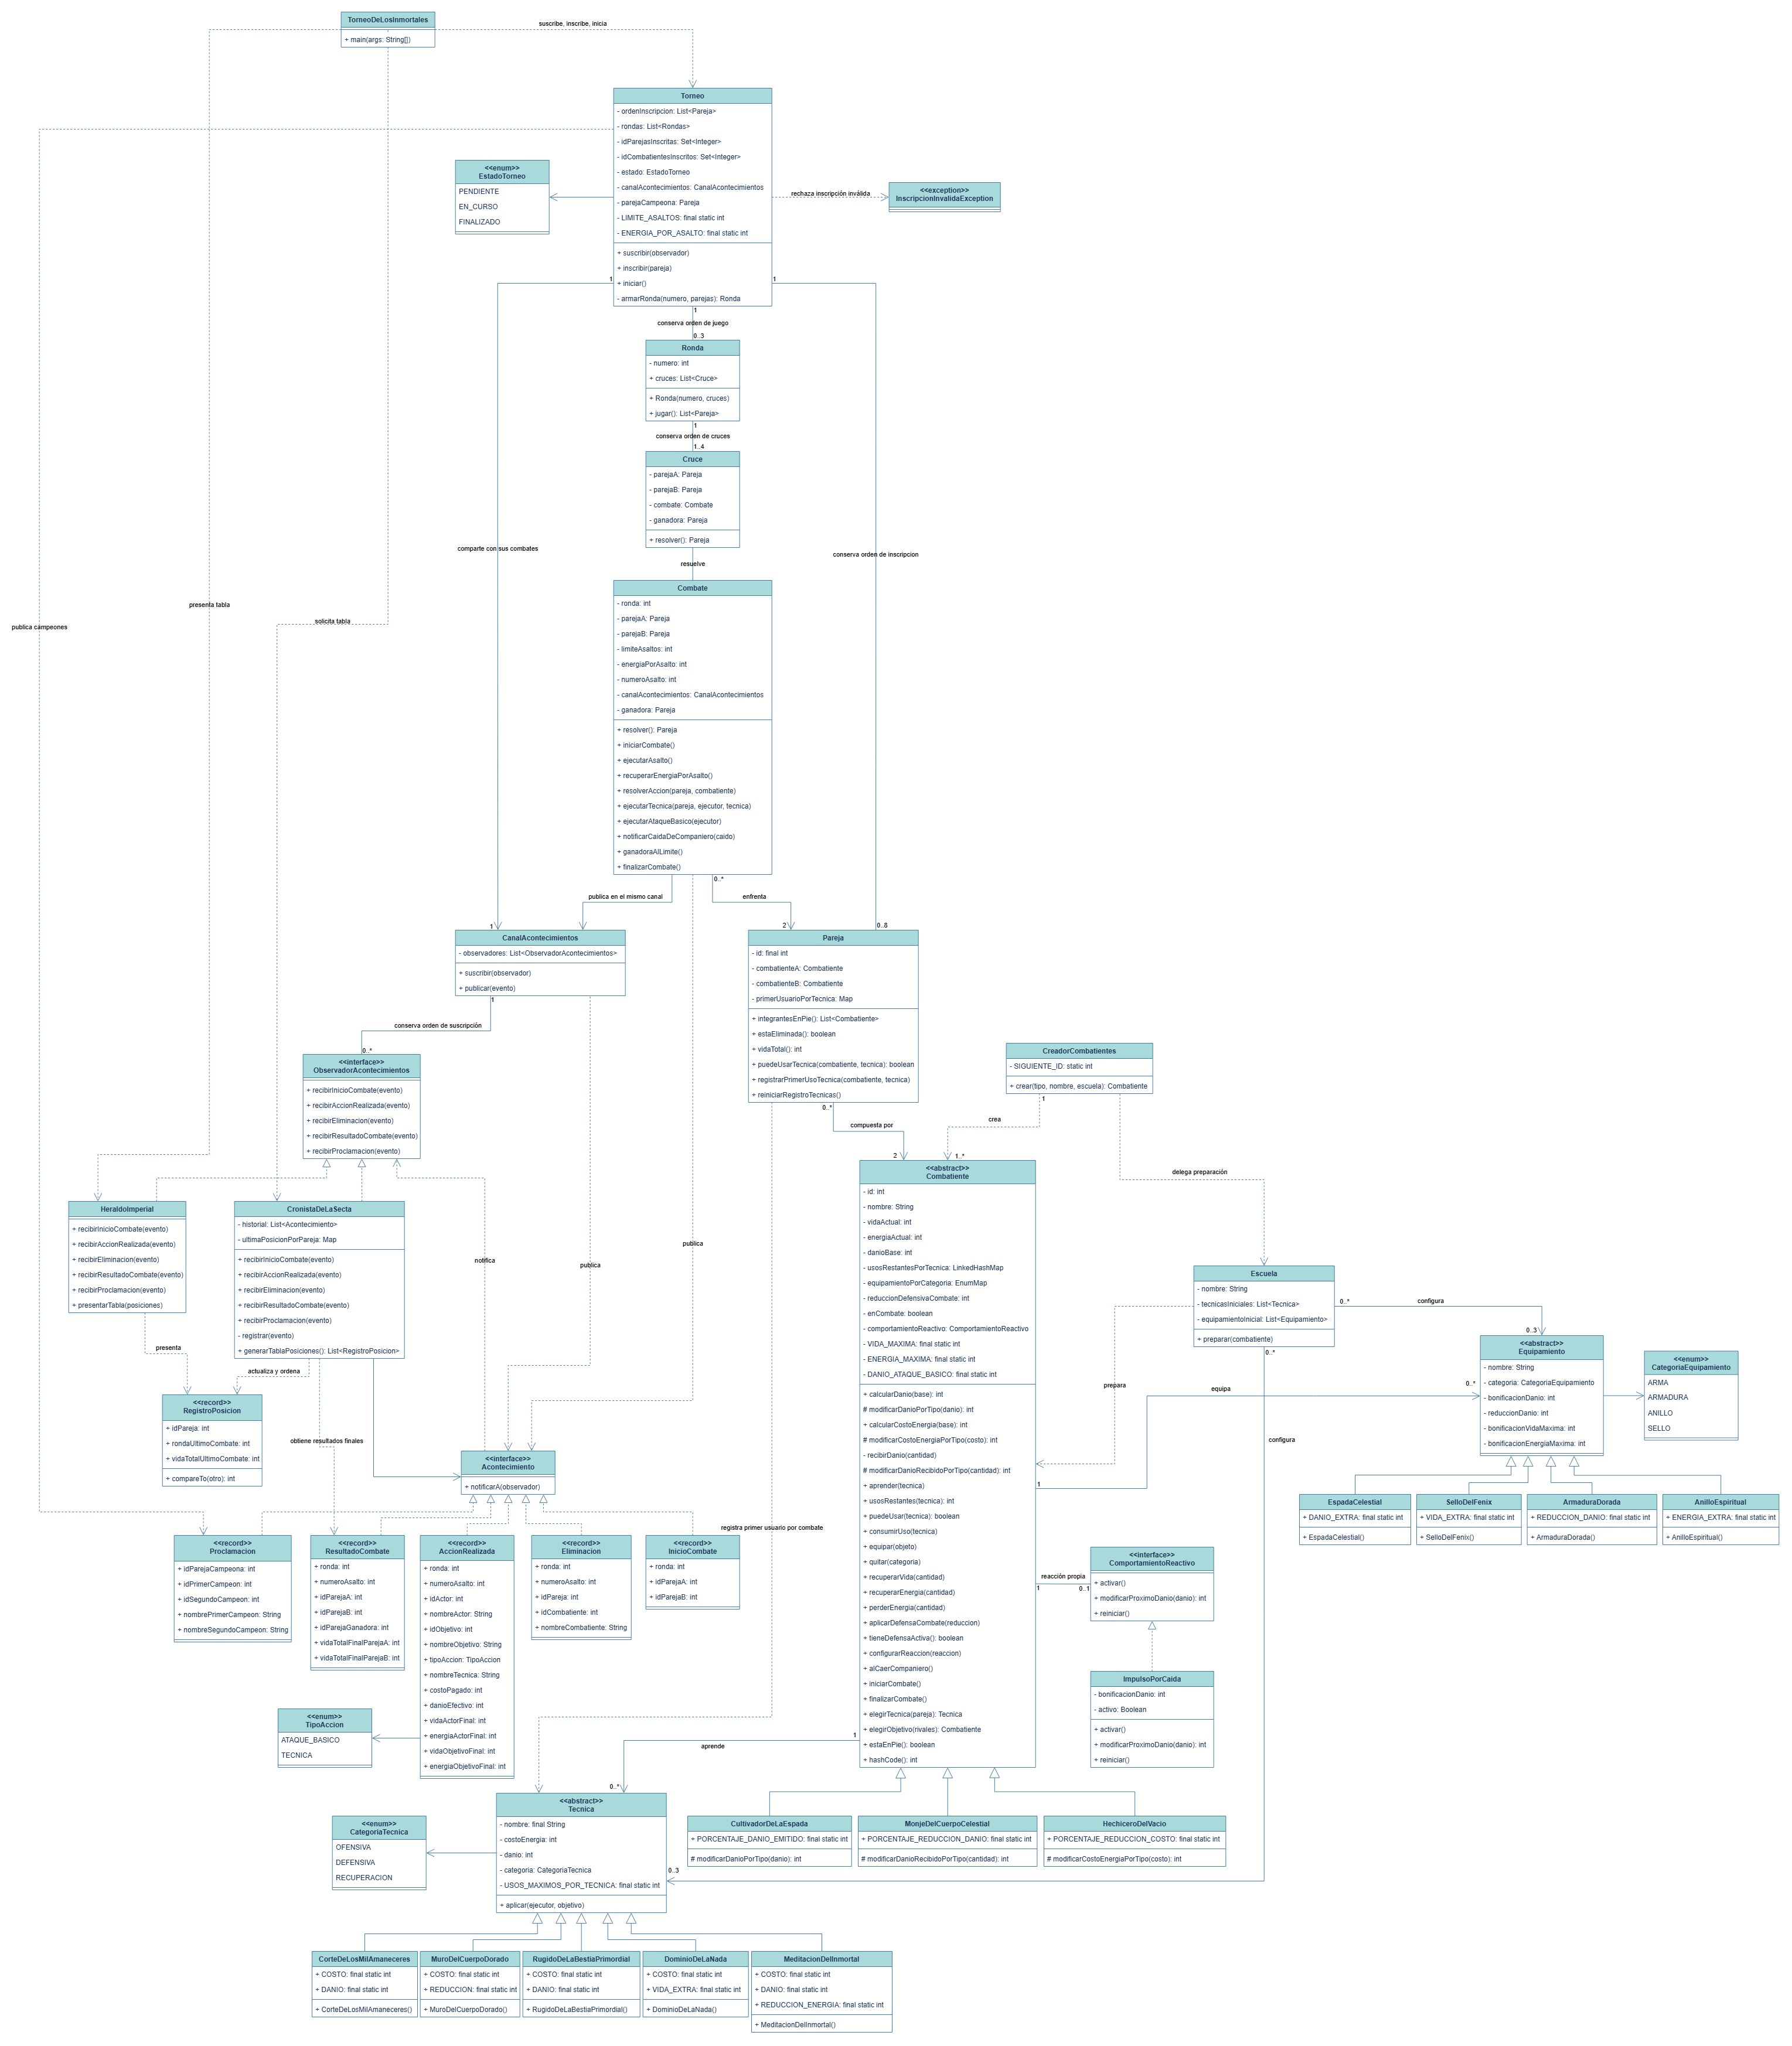 TorneoDeLosInmortales
+ main(args: String[])
suscribe, inscribe, inicia
Torneo
- ordenInscripcion: List<Pareja>
- rondas: List<Rondas>
- idParejasInscritas: Set<Integer>
- idCombatientesInscritos: Set<Integer>
- estado: EstadoTorneo
- canalAcontecimientos: CanalAcontecimientos
- parejaCampeona: Pareja
- LIMITE_ASALTOS: final static int
- ENERGIA_POR_ASALTO: final static int
+ suscribir(observador)
+ inscribir(pareja)
+ iniciar()
- armarRonda(numero, parejas): Ronda
<<enum>>
EstadoTorneo
PENDIENTE
EN_CURSO
FINALIZADO
rechaza inscripción inválida
<<exception>>
InscripcionInvalidaException
1
1
1
conserva orden de juego
0..3
Ronda
- numero: int
+ cruces: List<Cruce>
+ Ronda(numero, cruces)
+ jugar(): List<Pareja>
1
conserva orden de cruces
1..4
Cruce
- parejaA: Pareja
- parejaB: Pareja
- combate: Combate
- ganadora: Pareja
+ resolver(): Pareja
comparte con sus combates
conserva orden de inscripcion
resuelve
presenta tabla
solicita tabla
publica campeones
Combate
- ronda: int
- parejaA: Pareja
- parejaB: Pareja
- limiteAsaltos: int
- energiaPorAsalto: int
- numeroAsalto: int
- canalAcontecimientos: CanalAcontecimientos
- ganadora: Pareja
+ resolver(): Pareja
+ iniciarCombate()
+ ejecutarAsalto()
+ recuperarEnergiaPorAsalto()
+ resolverAccion(pareja, combatiente)
+ ejecutarTecnica(pareja, ejecutor, tecnica)
+ ejecutarAtaqueBasico(ejecutor)
+ notificarCaidaDeCompaniero(caido)
+ ganadoraAlLimite()
+ finalizarCombate()
0..*
publica en el mismo canal
enfrenta
1
2
0..8
CanalAcontecimientos
- observadores: List<ObservadorAcontecimientos>
+ suscribir(observador)
+ publicar(evento)
1
conserva orden de suscripción
0..*
Pareja
- id: final int
- combatienteA: Combatiente
- combatienteB: Combatiente
- primerUsuarioPorTecnica: Map
+ integrantesEnPie(): List<Combatiente>
+ estaEliminada(): boolean
+ vidaTotal(): int
+ puedeUsarTecnica(combatiente, tecnica): boolean
+ registrarPrimerUsoTecnica(combatiente, tecnica)
+ reiniciarRegistroTecnicas()
0..*
compuesta por
2
CreadorCombatientes
- SIGUIENTE_ID: static int
+ crear(tipo, nombre, escuela): Combatiente
1
crea
1..*
delega preparación
<<interface>>
ObservadorAcontecimientos
+ recibirInicioCombate(evento)
+ recibirAccionRealizada(evento)
+ recibirEliminacion(evento)
+ recibirResultadoCombate(evento)
+ recibirProclamacion(evento)
HeraldoImperial
+ recibirInicioCombate(evento)
+ recibirAccionRealizada(evento)
+ recibirEliminacion(evento)
+ recibirResultadoCombate(evento)
+ recibirProclamacion(evento)
+ presentarTabla(posiciones)
CronistaDeLaSecta
- historial: List<Acontecimiento>
- ultimaPosicionPorPareja: Map
+ recibirInicioCombate(evento)
+ recibirAccionRealizada(evento)
+ recibirEliminacion(evento)
+ recibirResultadoCombate(evento)
+ recibirProclamacion(evento)
- registrar(evento)
+ generarTablaPosiciones(): List<RegistroPosicion>
notifica
publica
publica
presenta
actualiza y ordena
obtiene resultados finales
<<record>>
RegistroPosicion
+ idPareja: int
+ rondaUltimoCombate: int
+ vidaTotalUltimoCombate: int
+ compareTo(otro): int
<<interface>>
Acontecimiento
+ notificarA(observador)
<<abstract>>
Combatiente
- id: int
- nombre: String
- vidaActual: int
- energiaActual: int
- danioBase: int
- usosRestantesPorTecnica: LinkedHashMap
- equipamientoPorCategoria: EnumMap
- reduccionDefensivaCombate: int
- enCombate: boolean
- comportamientoReactivo: ComportamientoReactivo
- VIDA_MAXIMA: final static int
- ENERGIA_MAXIMA: final static int
- DANIO_ATAQUE_BASICO: final static int
+ calcularDanio(base): int
# modificarDanioPorTipo(danio): int
+ calcularCostoEnergia(base): int
# modificarCostoEnergiaPorTipo(costo): int
- recibirDanio(cantidad)
# modificarDanioRecibidoPorTipo(cantidad): int
+ aprender(tecnica)
+ usosRestantes(tecnica): int
+ puedeUsar(tecnica): boolean
+ consumirUso(tecnica)
+ equipar(objeto)
+ quitar(categoria)
+ recuperarVida(cantidad)
+ recuperarEnergia(cantidad)
+ perderEnergia(cantidad)
+ aplicarDefensaCombate(reduccion)
+ tieneDefensaActiva(): boolean
+ configurarReaccion(reaccion)
+ alCaerCompaniero()
+ iniciarCombate()
+ finalizarCombate()
+ elegirTecnica(pareja): Tecnica
+ elegirObjetivo(rivales): Combatiente
+ estaEnPie(): boolean
+ hashCode(): int
Escuela
- nombre: String
- tecnicasIniciales: List<Tecnica>
- equipamientoInicial: List<Equipamiento>
+ preparar(combatiente)
0..*
configura
0..3
0..*
prepara
equipa
0..*
1
configura
<<abstract>>
Equipamiento
- nombre: String
- categoria: CategoriaEquipamiento
- bonificacionDanio: int
- reduccionDanio: int
- bonificacionVidaMaxima: int
- bonificacionEnergiaMaxima: int
<<enum>>
CategoriaEquipamiento
ARMA
ARMADURA
ANILLO
SELLO
EspadaCelestial
+ DANIO_EXTRA: final static int
+ EspadaCelestial()
SelloDelFenix
+ VIDA_EXTRA: final static int
+ SelloDelFenix()
ArmaduraDorada
+ REDUCCION_DANIO: final static int
+ ArmaduraDorada()
AnilloEspiritual
+ ENERGIA_EXTRA: final static int
+ AnilloEspiritual()
registra primer usuario por combate
<<record>>
Proclamacion
+ idParejaCampeona: int
+ idPrimerCampeon: int
+ idSegundoCampeon: int
+ nombrePrimerCampeon: String
+ nombreSegundoCampeon: String
<<record>>
ResultadoCombate
+ ronda: int
+ numeroAsalto: int
+ idParejaA: int
+ idParejaB: int
+ idParejaGanadora: int
+ vidaTotalFinalParejaA: int
+ vidaTotalFinalParejaB: int
<<record>>
AccionRealizada
+ ronda: int
+ numeroAsalto: int
+ idActor: int
+ nombreActor: String
+ idObjetivo: int
+ nombreObjetivo: String
+ tipoAccion: TipoAccion
+ nombreTecnica: String
+ costoPagado: int
+ danioEfectivo: int
+ vidaActorFinal: int
+ energiaActorFinal: int
+ vidaObjetivoFinal: int
+ energiaObjetivoFinal: int
<<record>>
Eliminacion
+ ronda: int
+ numeroAsalto: int
+ idPareja: int
+ idCombatiente: int
+ nombreCombatiente: String
<<record>>
InicioCombate
+ ronda: int
+ idParejaA: int
+ idParejaB: int
reacción propia
1
0..1
<<interface>>
ComportamientoReactivo
+ activar()
+ modificarProximoDanio(danio): int
+ reiniciar()
ImpulsoPorCaida
- bonificacionDanio: int
- activo: Boolean
+ activar()
+ modificarProximoDanio(danio): int
+ reiniciar()
<<enum>>
TipoAccion
ATAQUE_BASICO
TECNICA
1
aprende
0..*
<<abstract>>
Tecnica
- nombre: final String
- costoEnergia: int
- danio: int
- categoria: CategoriaTecnica
- USOS_MAXIMOS_POR_TECNICA: final static int
+ aplicar(ejecutor, objetivo)
0..3
<<enum>>
CategoriaTecnica
OFENSIVA
DEFENSIVA
RECUPERACION
CultivadorDeLaEspada
+ PORCENTAJE_DANIO_EMITIDO: final static int
# modificarDanioPorTipo(danio): int
MonjeDelCuerpoCelestial
+ PORCENTAJE_REDUCCION_DANIO: final static int
# modificarDanioRecibidoPorTipo(cantidad): int
HechiceroDelVacio
+ PORCENTAJE_REDUCCION_COSTO: final static int
# modificarCostoEnergiaPorTipo(costo): int
CorteDeLosMilAmaneceres
+ COSTO: final static int
+ DANIO: final static int
+ CorteDeLosMilAmaneceres()
MuroDelCuerpoDorado
+ COSTO: final static int
+ REDUCCION: final static int
+ MuroDelCuerpoDorado()
RugidoDeLaBestiaPrimordial
+ COSTO: final static int
+ DANIO: final static int
+ RugidoDeLaBestiaPrimordial()
DominioDeLaNada
+ COSTO: final static int
+ VIDA_EXTRA: final static int
+ DominioDeLaNada()
MeditacionDelInmortal
+ COSTO: final static int
+ DANIO: final static int
+ REDUCCION_ENERGIA: final static int
+ MeditacionDelInmortal()